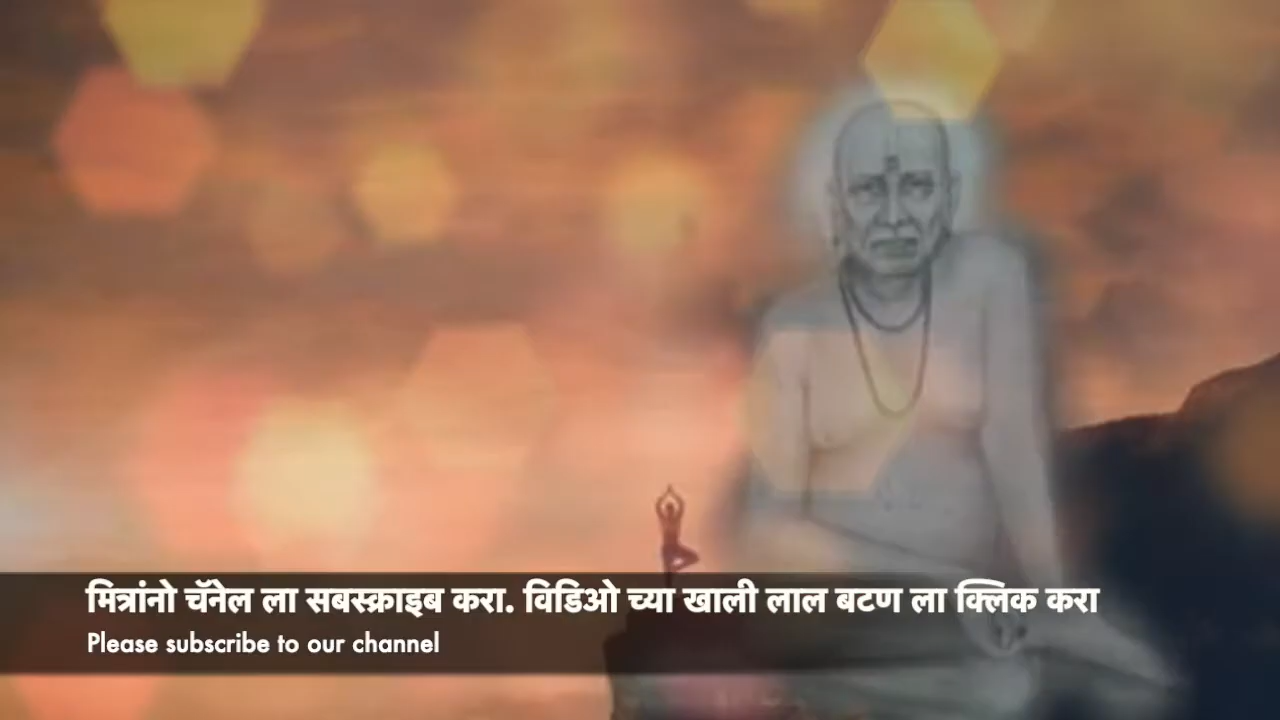 मित्रांनो चॅनेल ला सबस्क्राइब करा. विडिओ च्या खाली लाल बटण ला क्लिक करा
Please subscribe to our channel